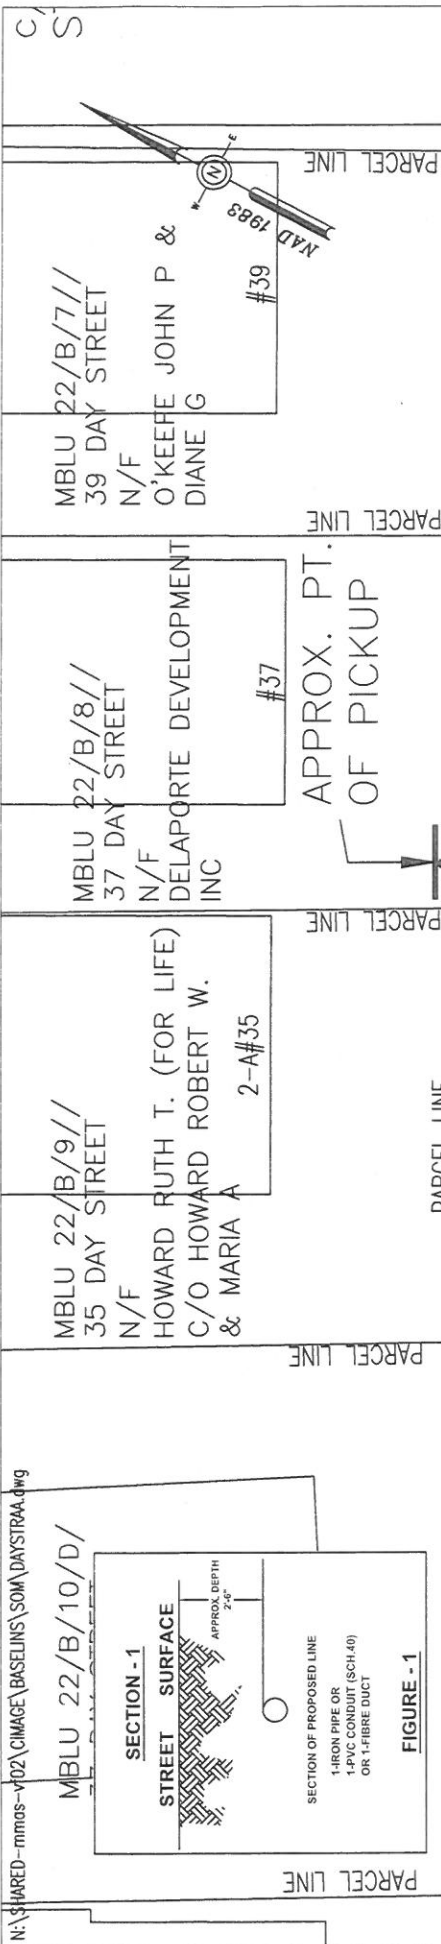 N:\SHARED-mmas-vf02\CIMAGE\BASELINS\SOM\DAYSTRAA.dwg
MBLU 22/B/10/D/
SECTION - 1
STREET SURFACE
APPROX. DEPTH
2'-6"
SECTION OF PROPOSED LINE
1-IRON PIPE OR
1-PVC CONDUIT (SCH.40)
OR 1-FIBRE DUCT
FIGURE - 1
PARCEL LINE
PARCEL LINE
MBLU 22/B/9//
35 DAY STREET
N/F
HOWARD RUTH T. (FOR LIFE)
C/O HOWARD ROBERT W.
& MARIA A
2-A#35
PARCEL LINE
PARCEL LINE
MBLU 22/B/8//
37 DAY STREET
N/F
DELAPORTE DEVELOPMENT
INC
#37
APPROX. PT.
OF PICKUP
PARCEL LINE
MBLU 22/B/7//
39 DAY STREET
N/F
O'KEEFE JOHN P &
DIANE G
#39
PARCEL LINE
W
N
E
NAD 1983